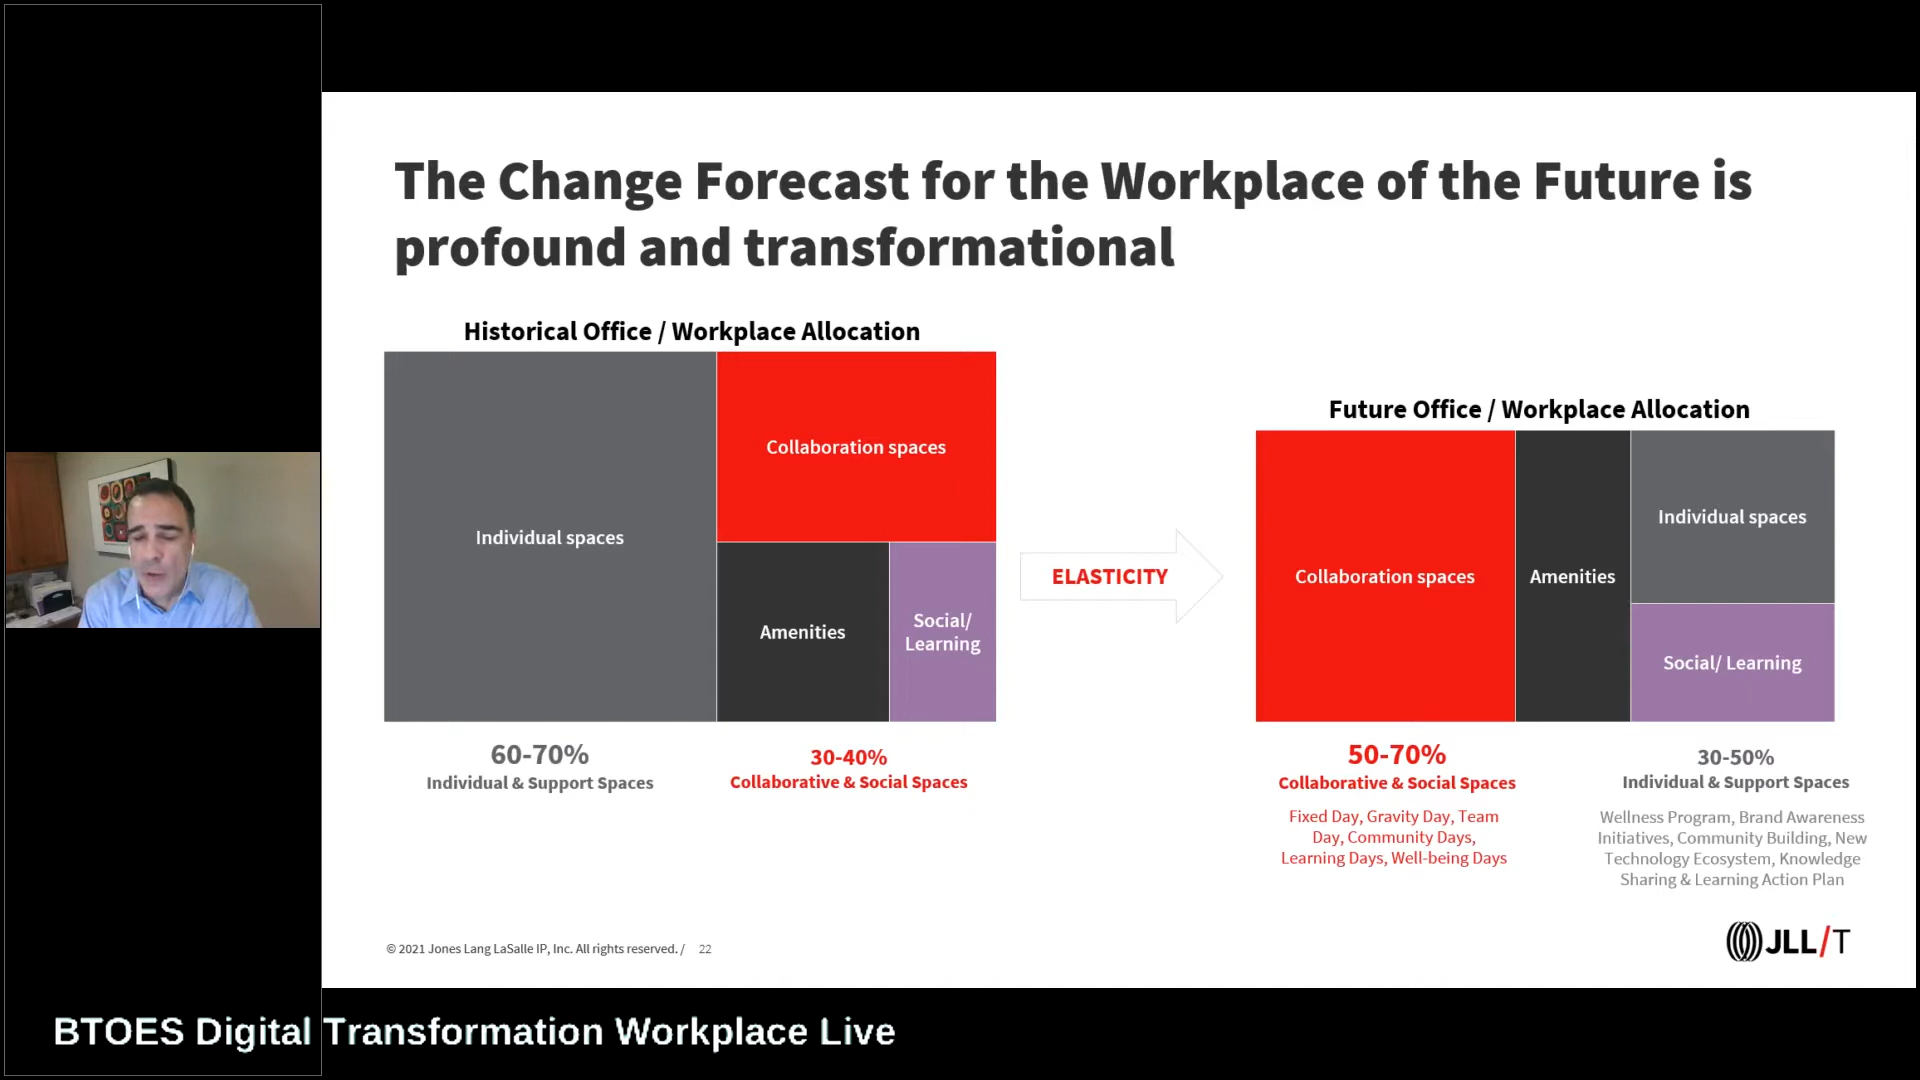 The Change Forecast for the Workplace of the Future is
profound and transformational
Historical Office / Workplace Allocation
Individual spaces
Collaboration spaces
Amenities
Social/
Learning
60-70%
Individual & Support Spaces
30-40%
Collaborative & Social Spaces
ELASTICITY
Future Office / Workplace Allocation
Collaboration spaces
Amenities
Individual spaces
Social/ Learning
50-70%
Collaborative & Social Spaces
Fixed Day, Gravity Day, Team
Day, Community Days,
Learning Days, Well-being Days
30-50%
Individual & Support Spaces
Wellness Program, Brand Awareness
Initiatives, Community Building, New
Technology Ecosystem, Knowledge
Sharing & Learning Action Plan
© 2021 Jones Lang LaSalle IP, Inc. All rights reserved. / 22
JLL/T
BTOES Digital Transformation Workplace Live